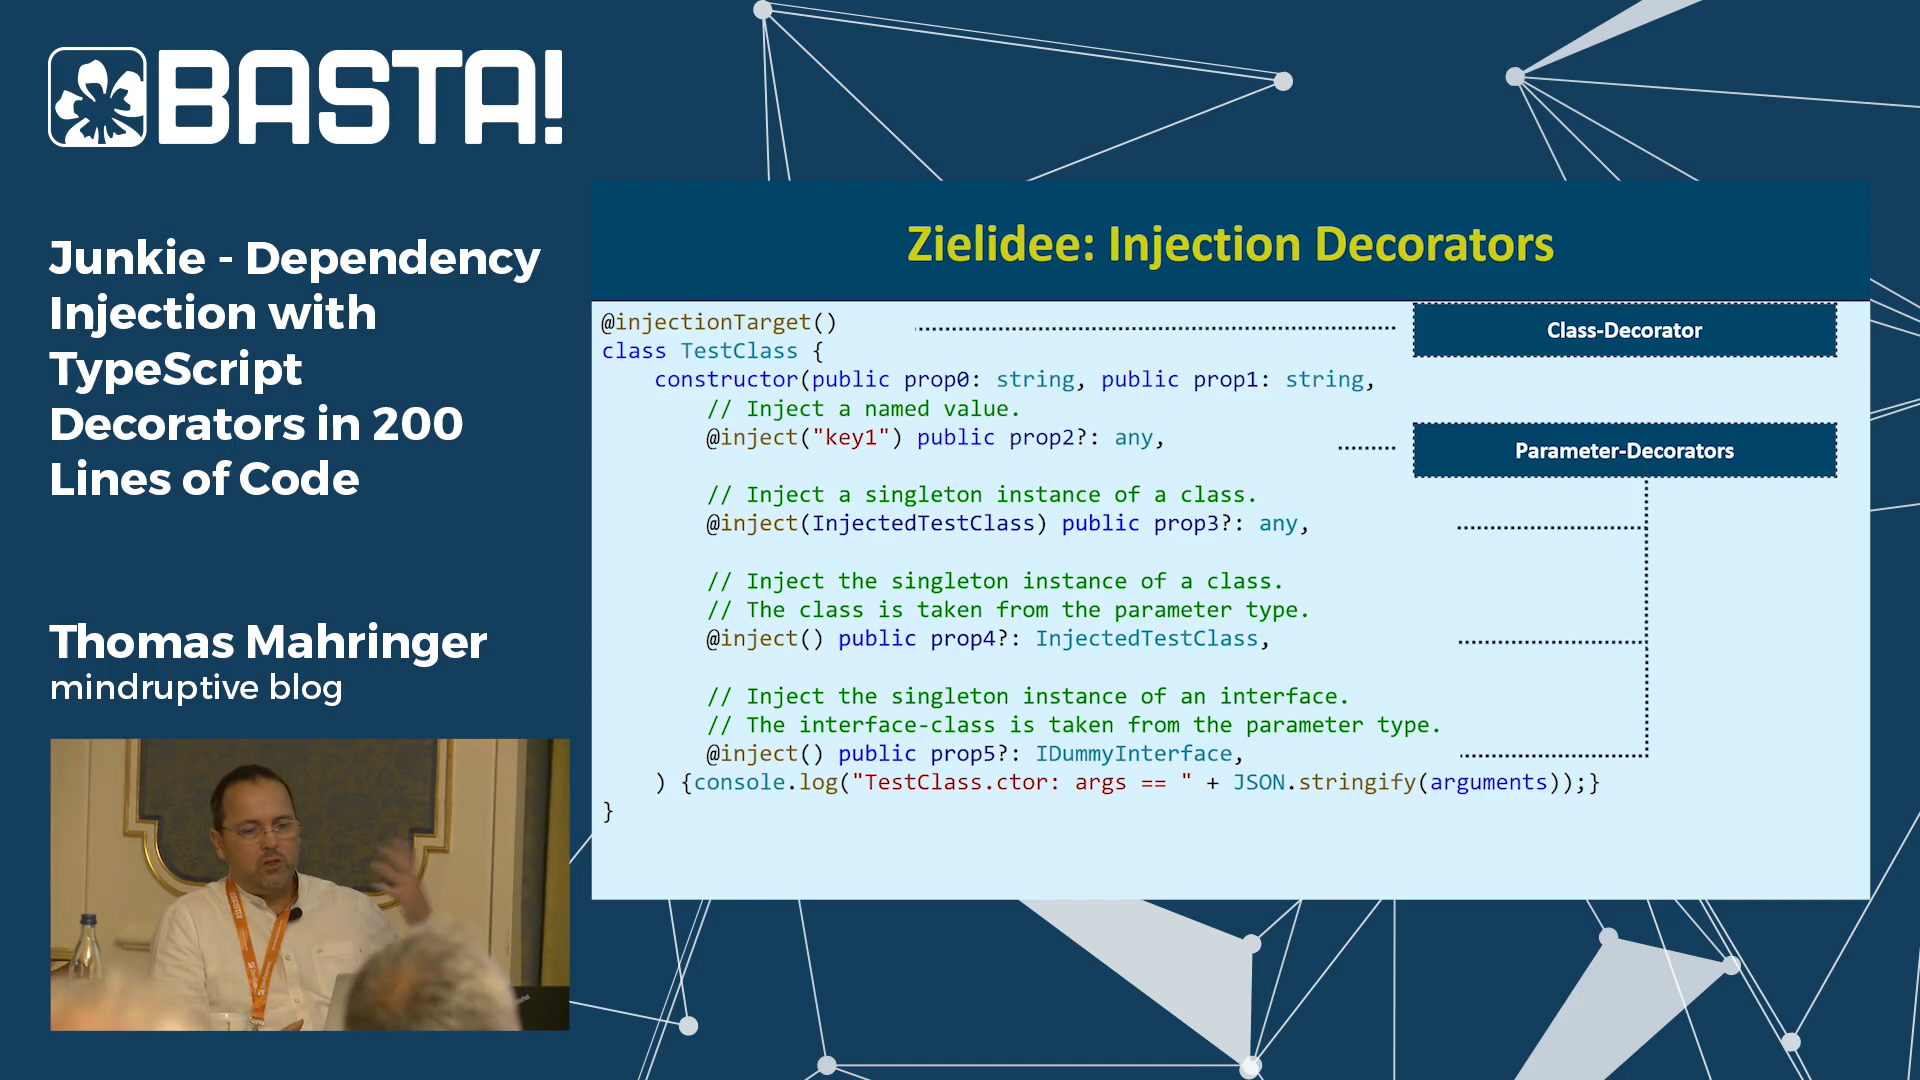 BASTA!
Junkie - Dependency
Injection with
TypeScript
Decorators in 200
Lines of Code
Thomas Mahringer
mindruptive blog
Zielidee: Injection Decorators
@injectionTarget()
Class-Decorator
class TestClass {
constructor(public prop0: string, public prop1: string,
// Inject a named value.
@inject("key1") public prop2?: any,
Parameter-Decorators
// Inject a singleton instance of a class.
@inject(InjectedTestClass) public prop3?: any,
// Inject the singleton instance of a class.
// The class is taken from the parameter type.
@inject() public prop4?: InjectedTestClass,
// Inject the singleton instance of an interface.
// The interface-class is taken from the parameter type.
@inject() public prop5?: IDummyInterface,
) {console.log("TestClass.ctor: args == " + JSON.stringify(arguments));}
}